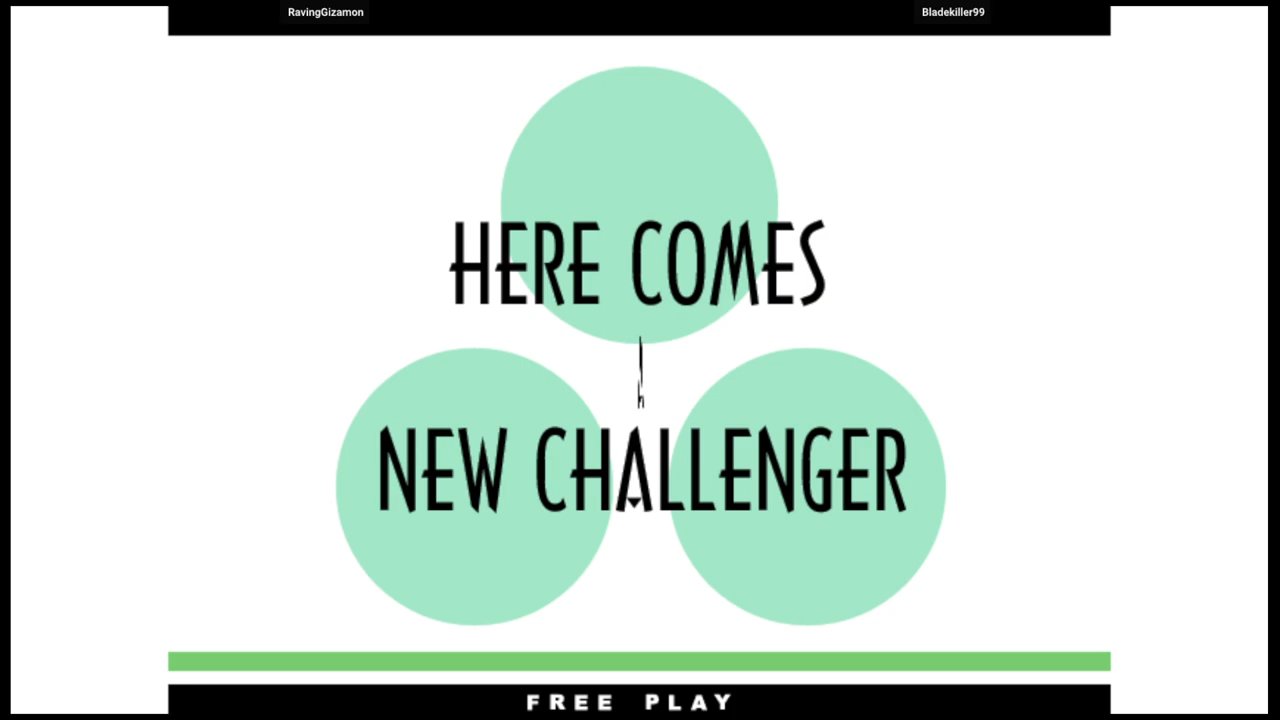 RavingGizamon
Bladekiller99
HERE COMES
NEW CHALLENGER
FREE PLAY